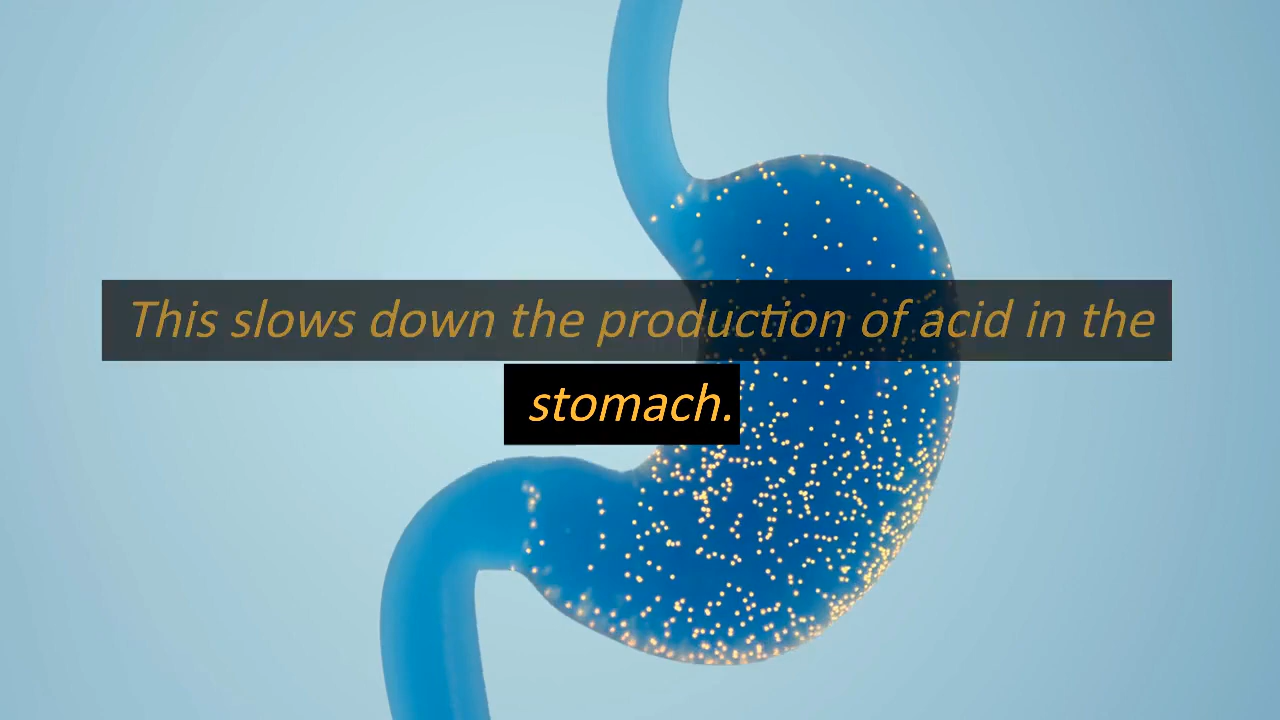 This slows down the production of acid in the
stomach.